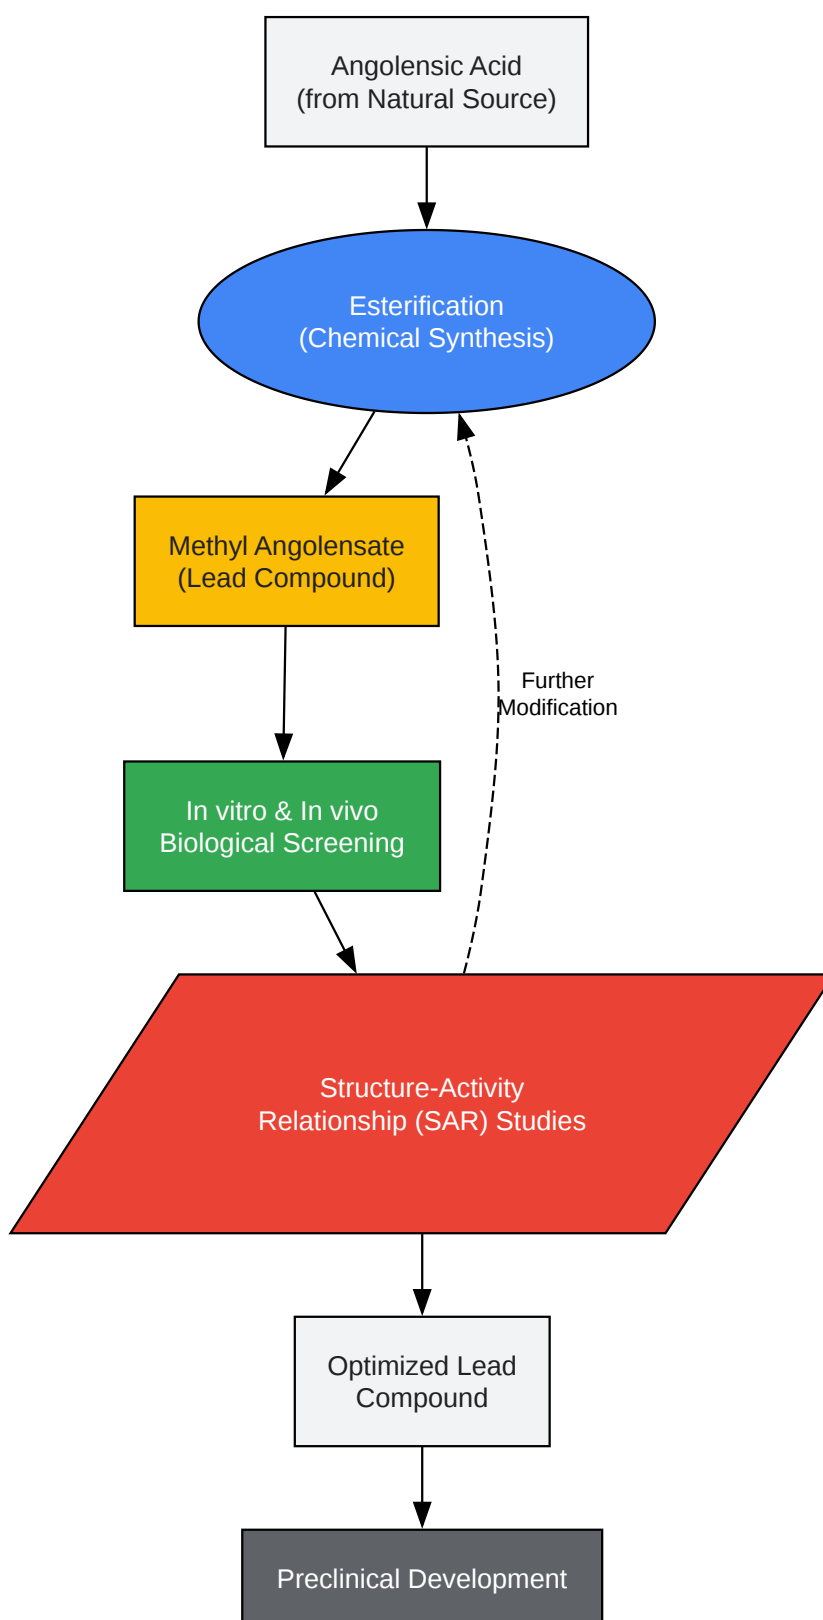 Angolensic Acid
(from Natural Source)
Esterification
(Chemical Synthesis)
Methyl Angolensate
(Lead Compound)
Further
Modification
In vitro & In vivo
Biological Screening
Structure-Activity
Relationship (SAR) Studies
Optimized Lead
Compound
Preclinical Development